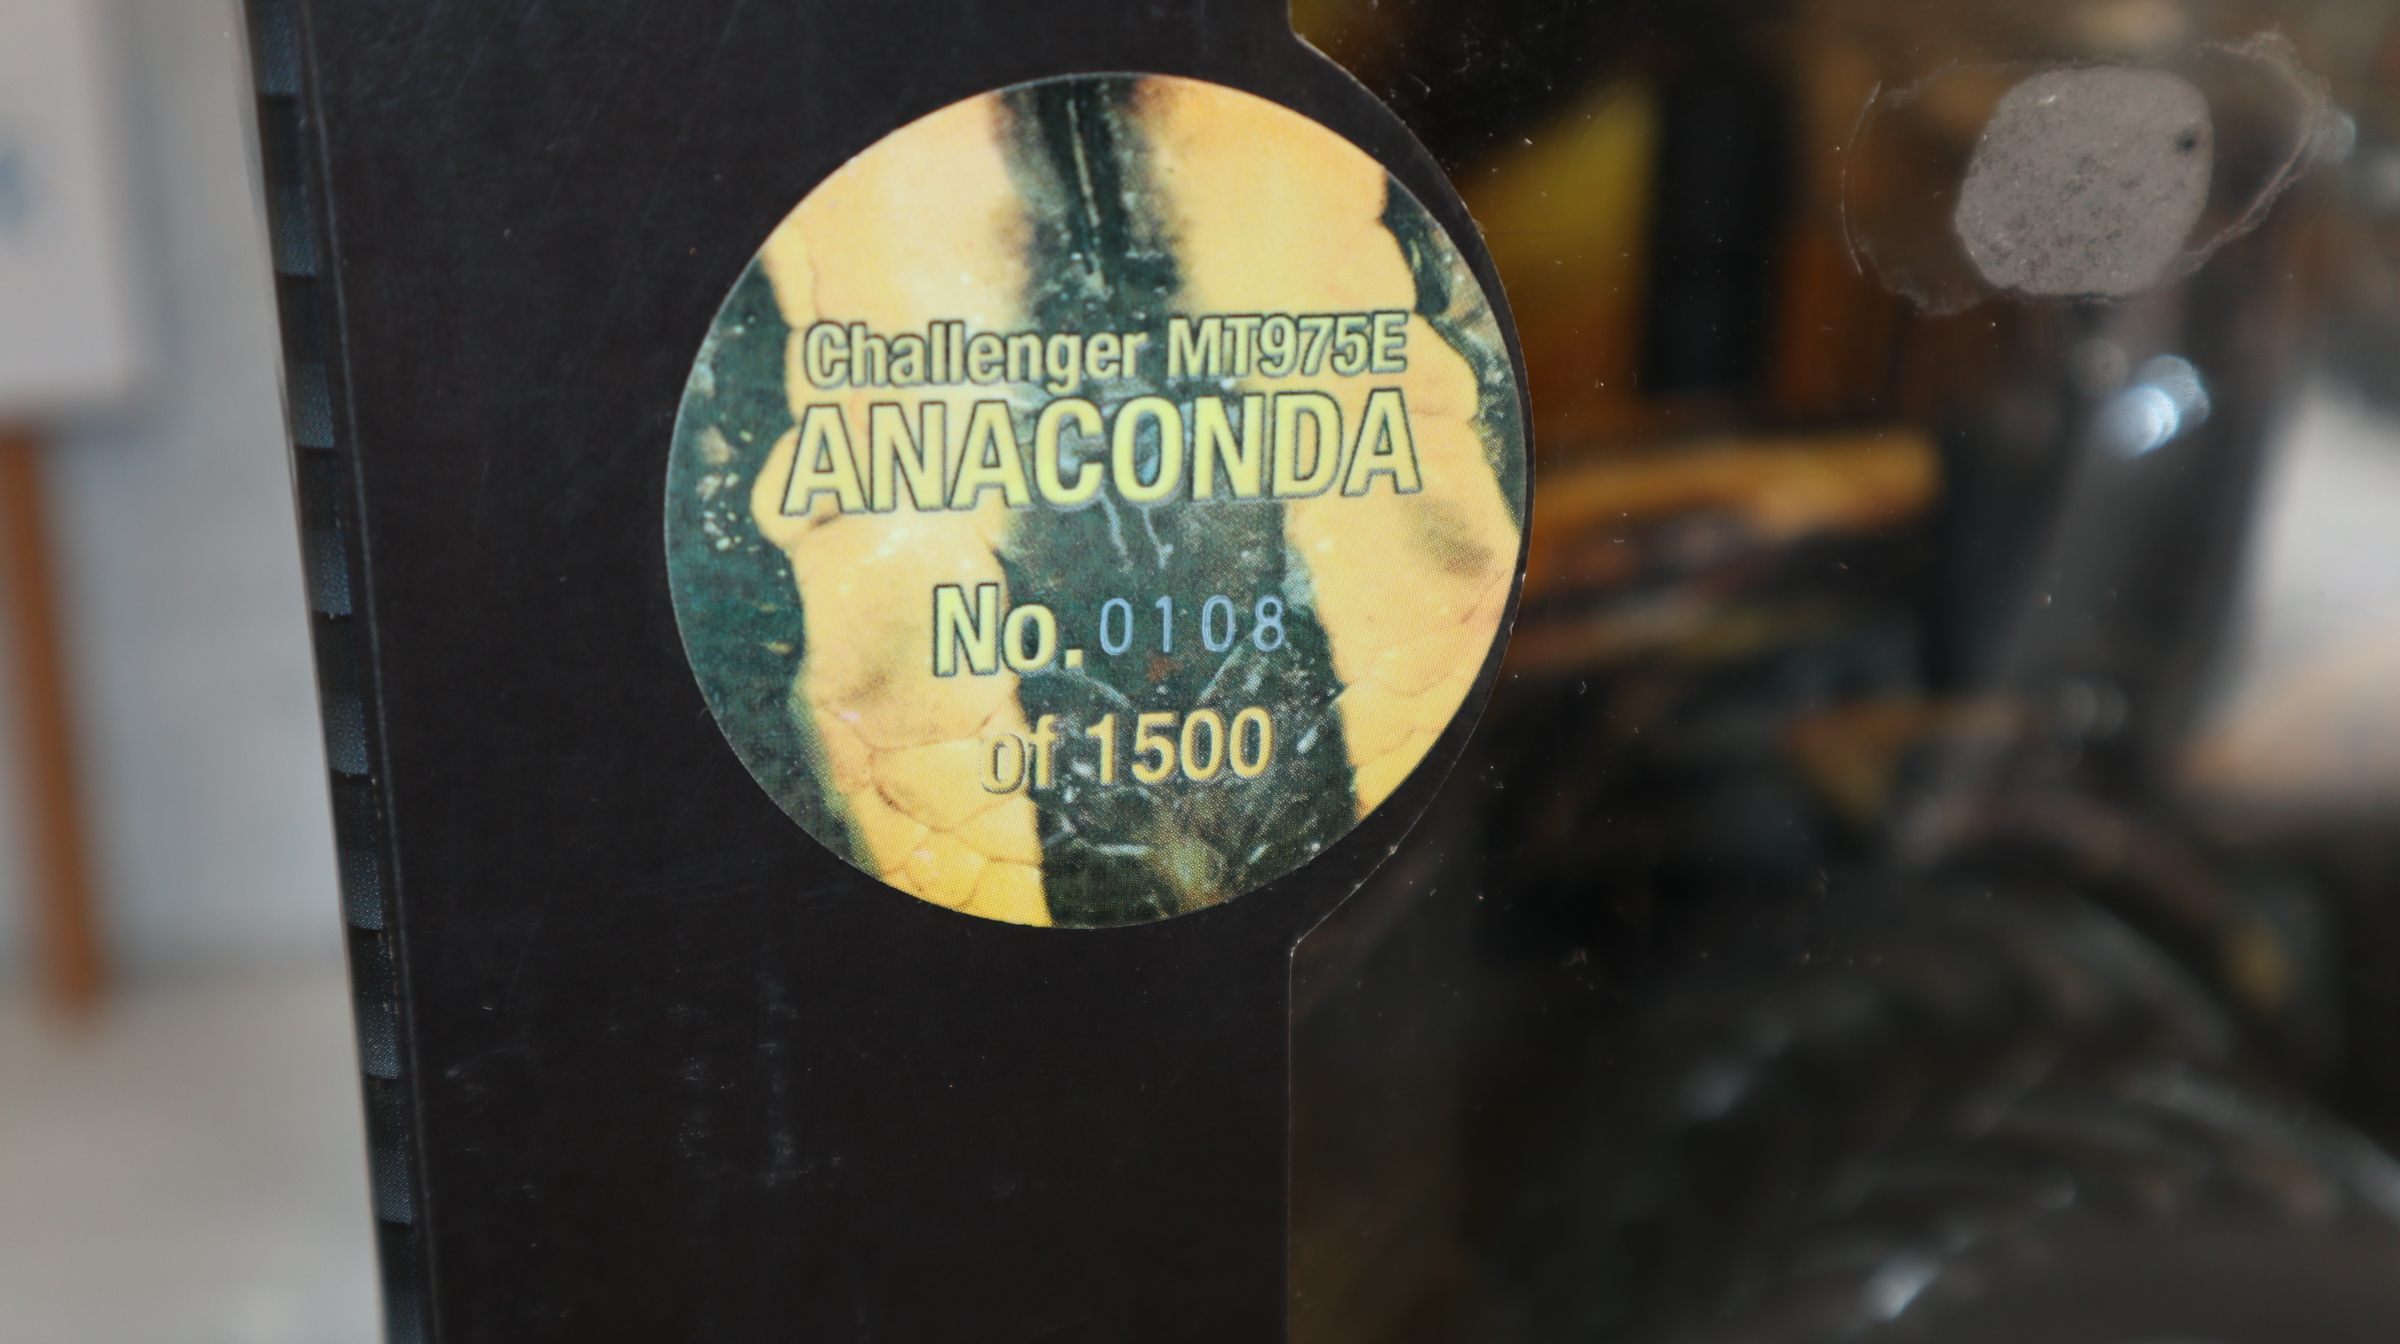 Challenger MT975E
ANACONDA
No. 0108
of 1500